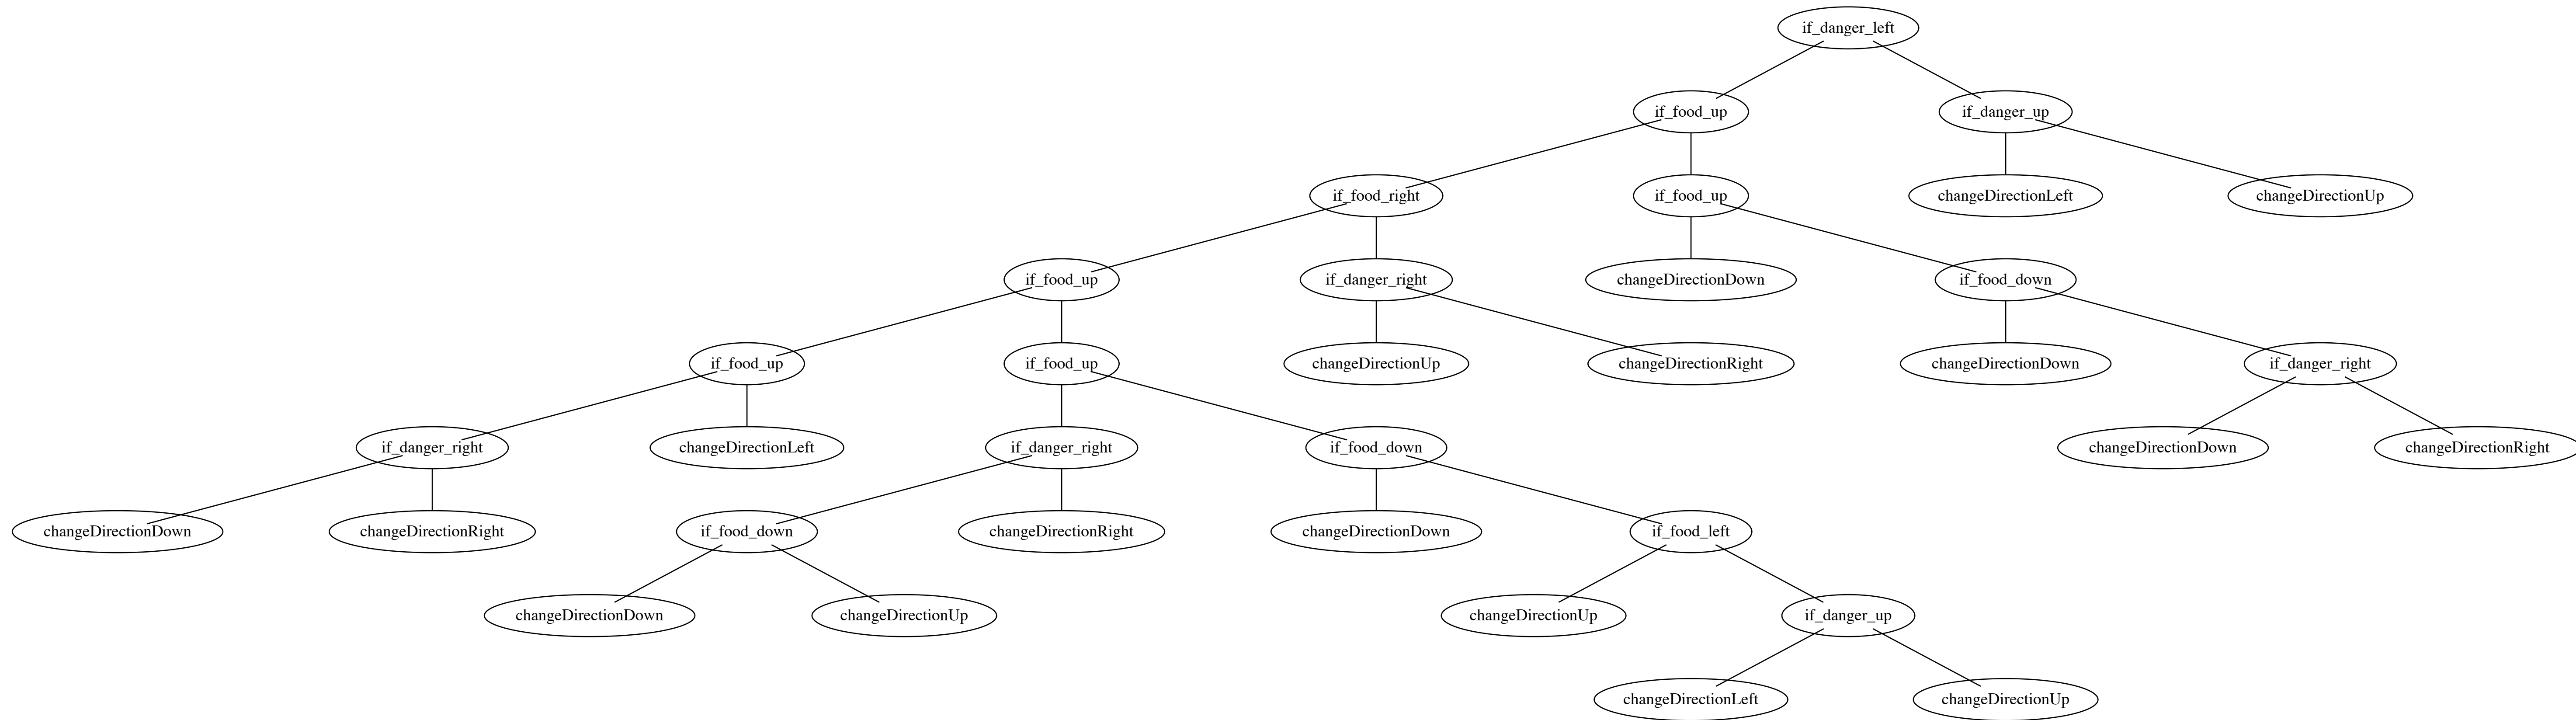 if_danger_left
if_food_up
if_danger_up
if_food_right
if_food_up
changeDirectionLeft
changeDirectionUp
if_food_up
if_danger_right
changeDirectionDown
if_food_down
if_food_up
if_food_up
changeDirectionUp
changeDirectionRight
changeDirectionDown
if_danger_right
if_danger_right
changeDirectionLeft
if_danger_right
if_food_down
changeDirectionDown
changeDirectionRight
changeDirectionDown
changeDirectionRight
if_food_down
changeDirectionRight
changeDirectionDown
if_food_left
changeDirectionDown
changeDirectionUp
changeDirectionUp
if_danger_up
changeDirectionLeft
changeDirectionUp